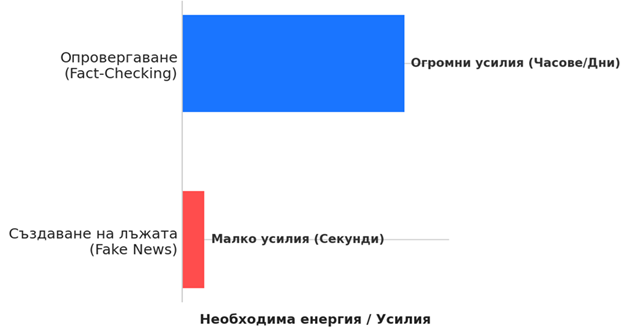 Опровергаване
(Fact-Checking)
Огромни усилия (Часове/Дни)
Създаване на лъжата
(Fake News)
Малко усилия (Секунди)
Необходима енергия / Усилия